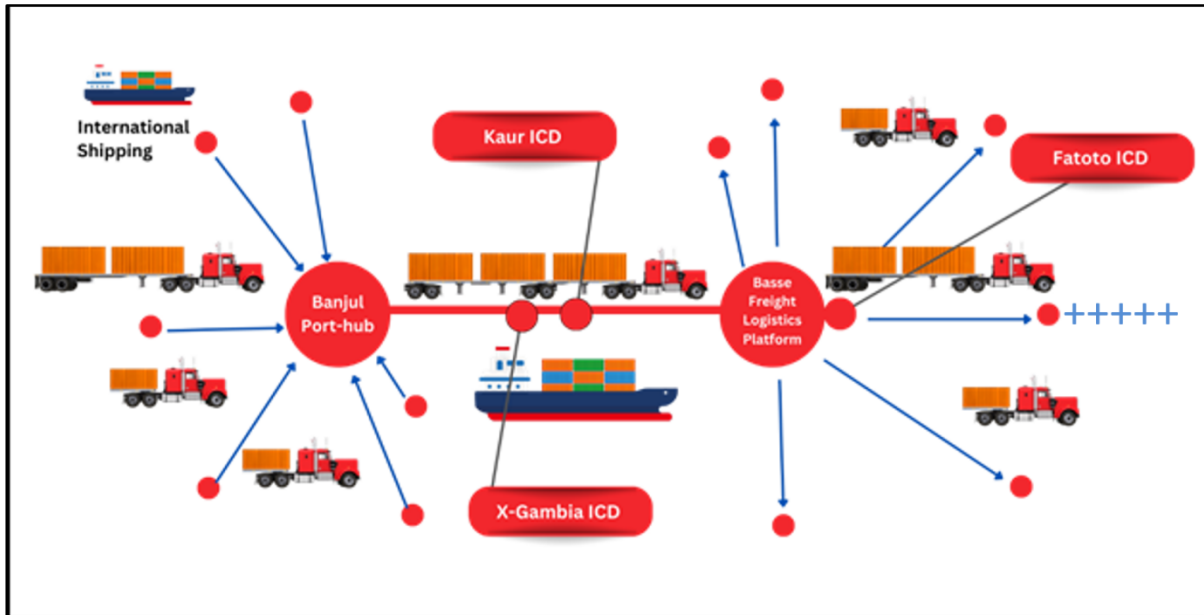 International
Shipping
Kaur ICD
Fatoto ICD
Banjul
Port-hub
Basse
Freight
Logistics
Platform
+++++
X-Gambia ICD